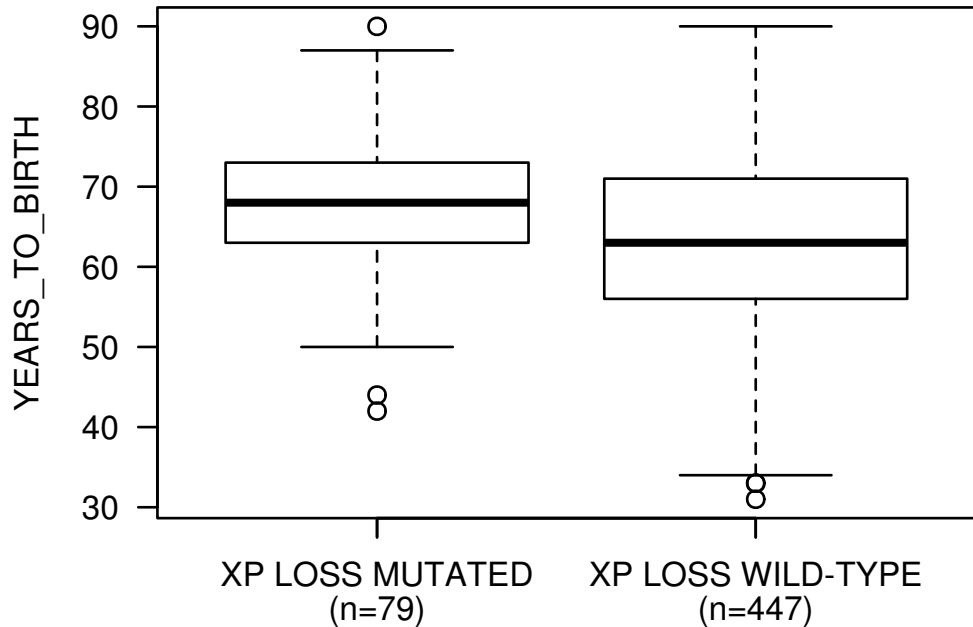 YEARS_TO_BIRTH
90
80
70
60
50
40
30
XP LOSS MUTATED
(n=79)
XP LOSS WILD-TYPE
(n=447)